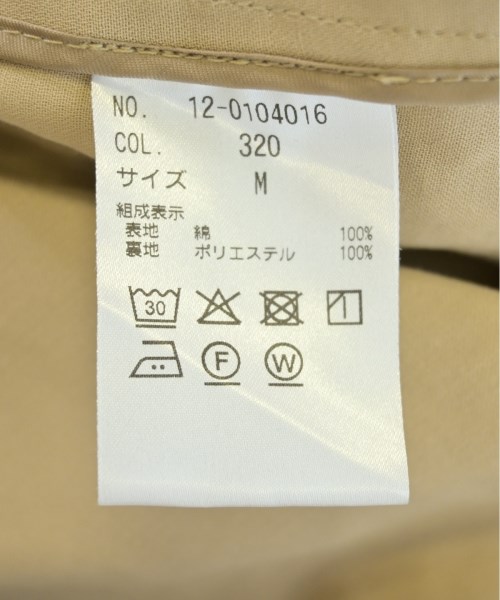 NO. 12-0104016
COL. 320
サイズ M
組成表示
表地 綿 100%
裏地 ポリエステル 100%
30
F W